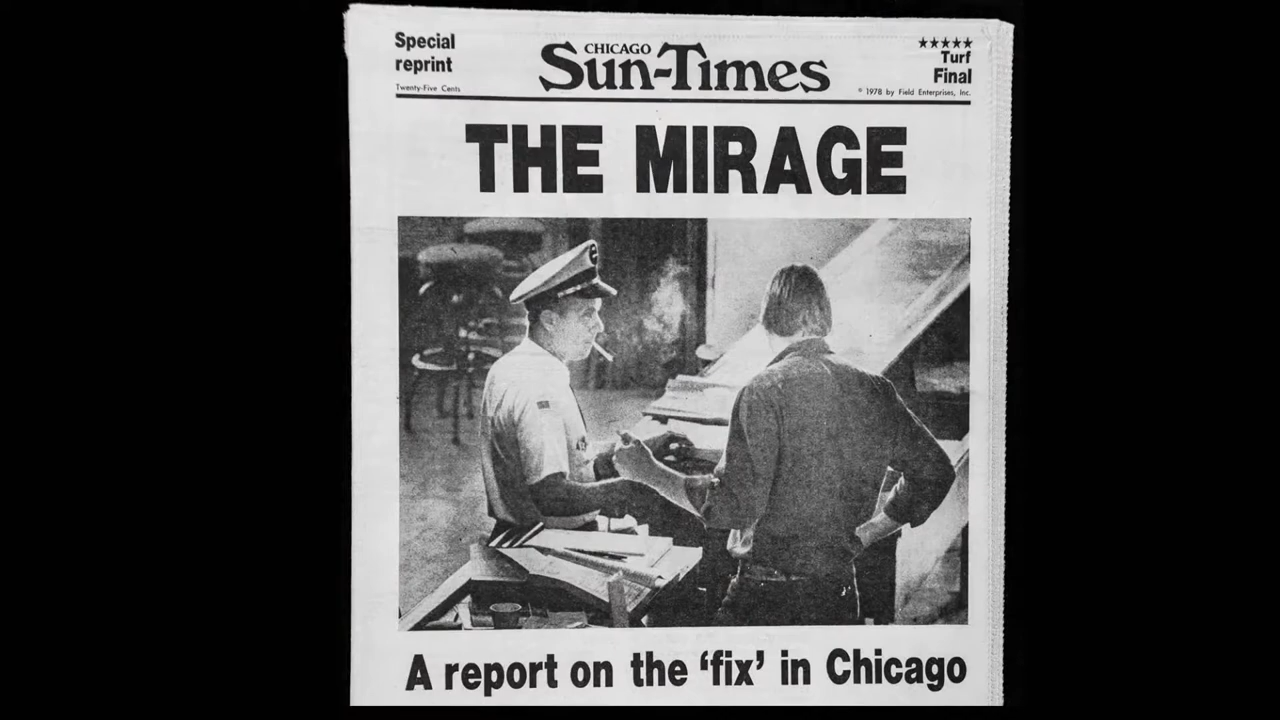 Special
reprint
Twenty-Five Cents
CHICAGO
Sun-Times
★★★★★
Turf
Final
© 1978 by Field Enterprises, Inc.
THE MIRAGE
A report on the ‘fix’ in Chicago